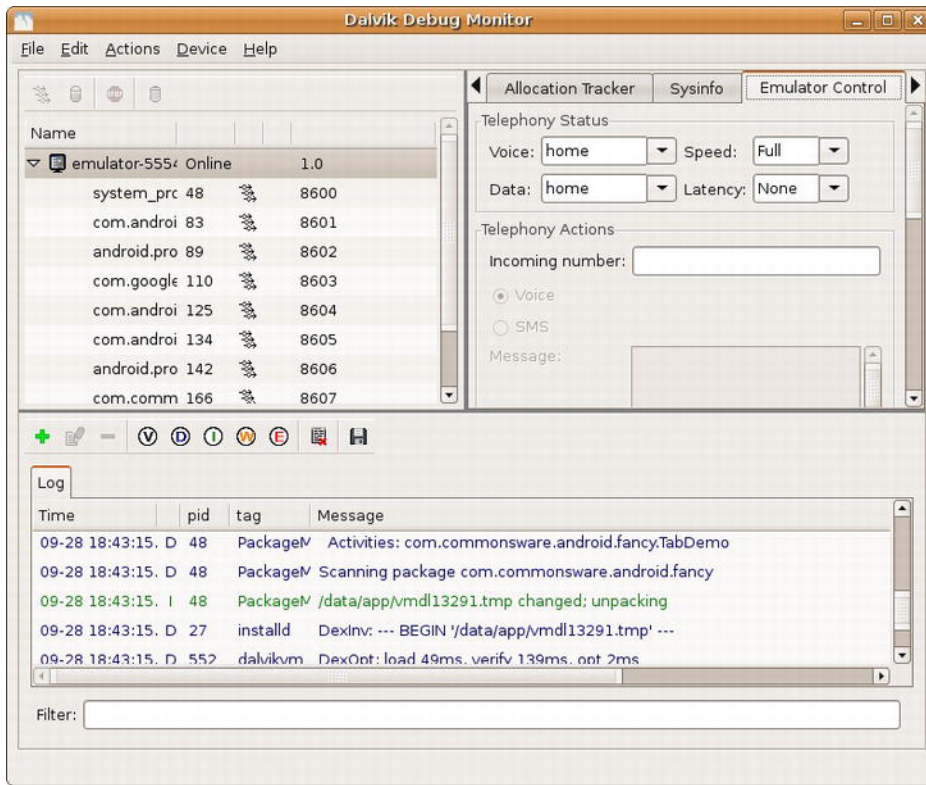 Dalvik Debug Monitor
File Edit Actions Device Help
Name
emulator-5554 Online 1.0
system_prc 48 8600
com.androi 83 8601
android.pro 89 8602
com.google 110 8603
com.androi 125 8604
com.androi 134 8605
android.pro 142 8606
com.comm 166 8607
Allocation Tracker Sysinfo Emulator Control
Telephony Status
Voice: home Speed: Full
Data: home Latency: None
Telephony Actions
Incoming number:
Voice
SMS
Message:
V D I W E
Log
Time pid tag Message
09-28 18:43:15. D 48 PackageM Activities: com.commonsware.android.fancy.TabDemo
09-28 18:43:15. D 48 PackageM Scanning package com.commonsware.android.fancy
09-28 18:43:15. I 48 PackageM /data/app/vmdl13291.tmp changed; unpacking
09-28 18:43:15. D 27 installd DexInv: --- BEGIN '/data/app/vmdl13291.tmp' ---
09-28 18:43:15. D 552 dalvikvm DexOpt: load 49ms, verify 139ms, opt 2ms
Filter: